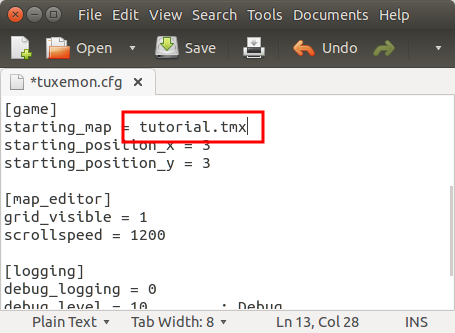 File Edit View Search Tools Documents Help
Open Save Undo
*tuxemon.cfg ×
[game]
starting_map = tutorial.tmx
starting_position_x = 3
starting_position_y = 3
[map_editor]
grid_visible = 1
scrollspeed = 1200
[logging]
debug_logging = 0
debug_level = 10 ; Debug
Plain Text Tab Width: 8 Ln 13, Col 28 INS